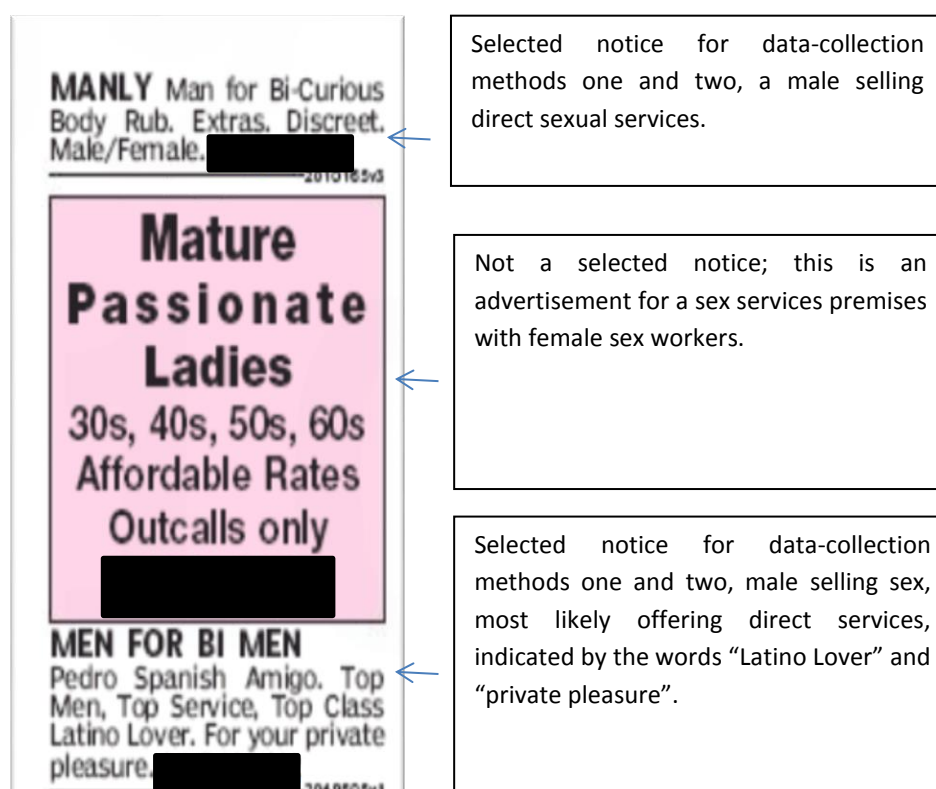 MANLY Man for Bi-Curious
Body Rub. Extras. Discreet.
Male/Female.
Selected notice for data-collection
methods one and two, a male selling
direct sexual services.
Mature
Passionate
Ladies
30s, 40s, 50s, 60s
Affordable Rates
Outcalls only
Not a selected notice; this is an
advertisement for a sex services premises
with female sex workers.
MEN FOR BI MEN
Pedro Spanish Amigo. Top
Men, Top Service, Top Class
Latino Lover. For your private
pleasure.
Selected notice for data-collection
methods one and two, male selling sex,
most likely offering direct services,
indicated by the words “Latino Lover” and
“private pleasure”.